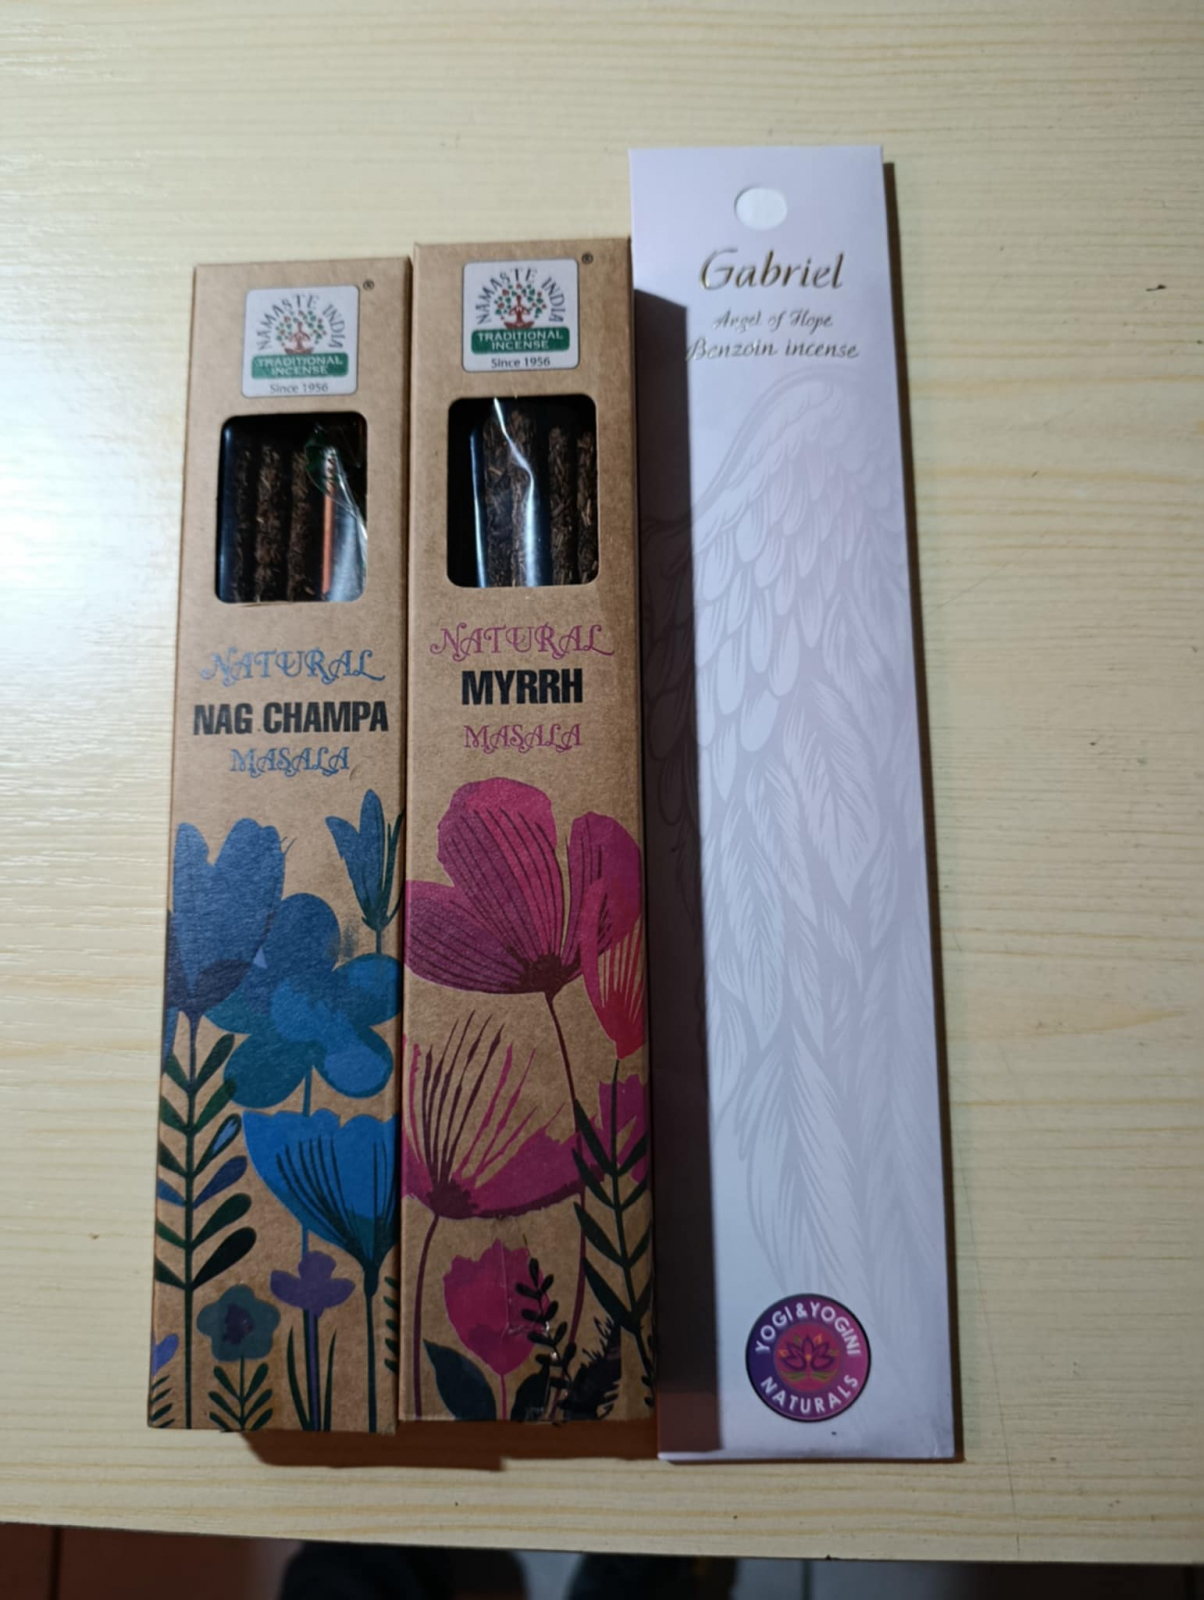 NAMASTE INDIA
®
TRADITIONAL
INCENSE
Since 1956
NATURAL
NAG CHAMPA
MASALA
NAMASTE INDIA
®
TRADITIONAL
INCENSE
Since 1956
NATURAL
MYRRH
MASALA
Gabriel
Angel of Hope
Benzoin incense
YOGI & YOGINI
NATURALS